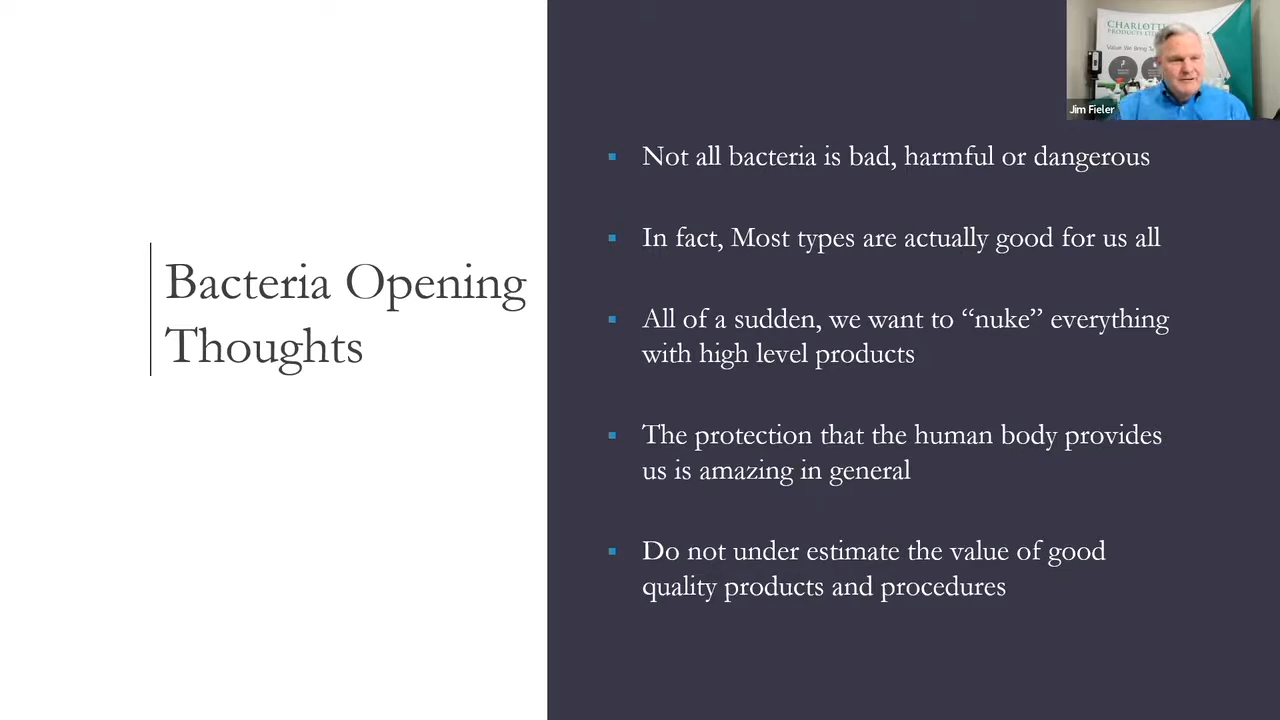 CHARLOTTE
PRODUCTS LTD
Value We Bring
Jim Fieler
Bacteria Opening
Thoughts
Not all bacteria is bad, harmful or dangerous
In fact, Most types are actually good for us all
All of a sudden, we want to “nuke” everything
with high level products
The protection that the human body provides
us is amazing in general
Do not under estimate the value of good
quality products and procedures